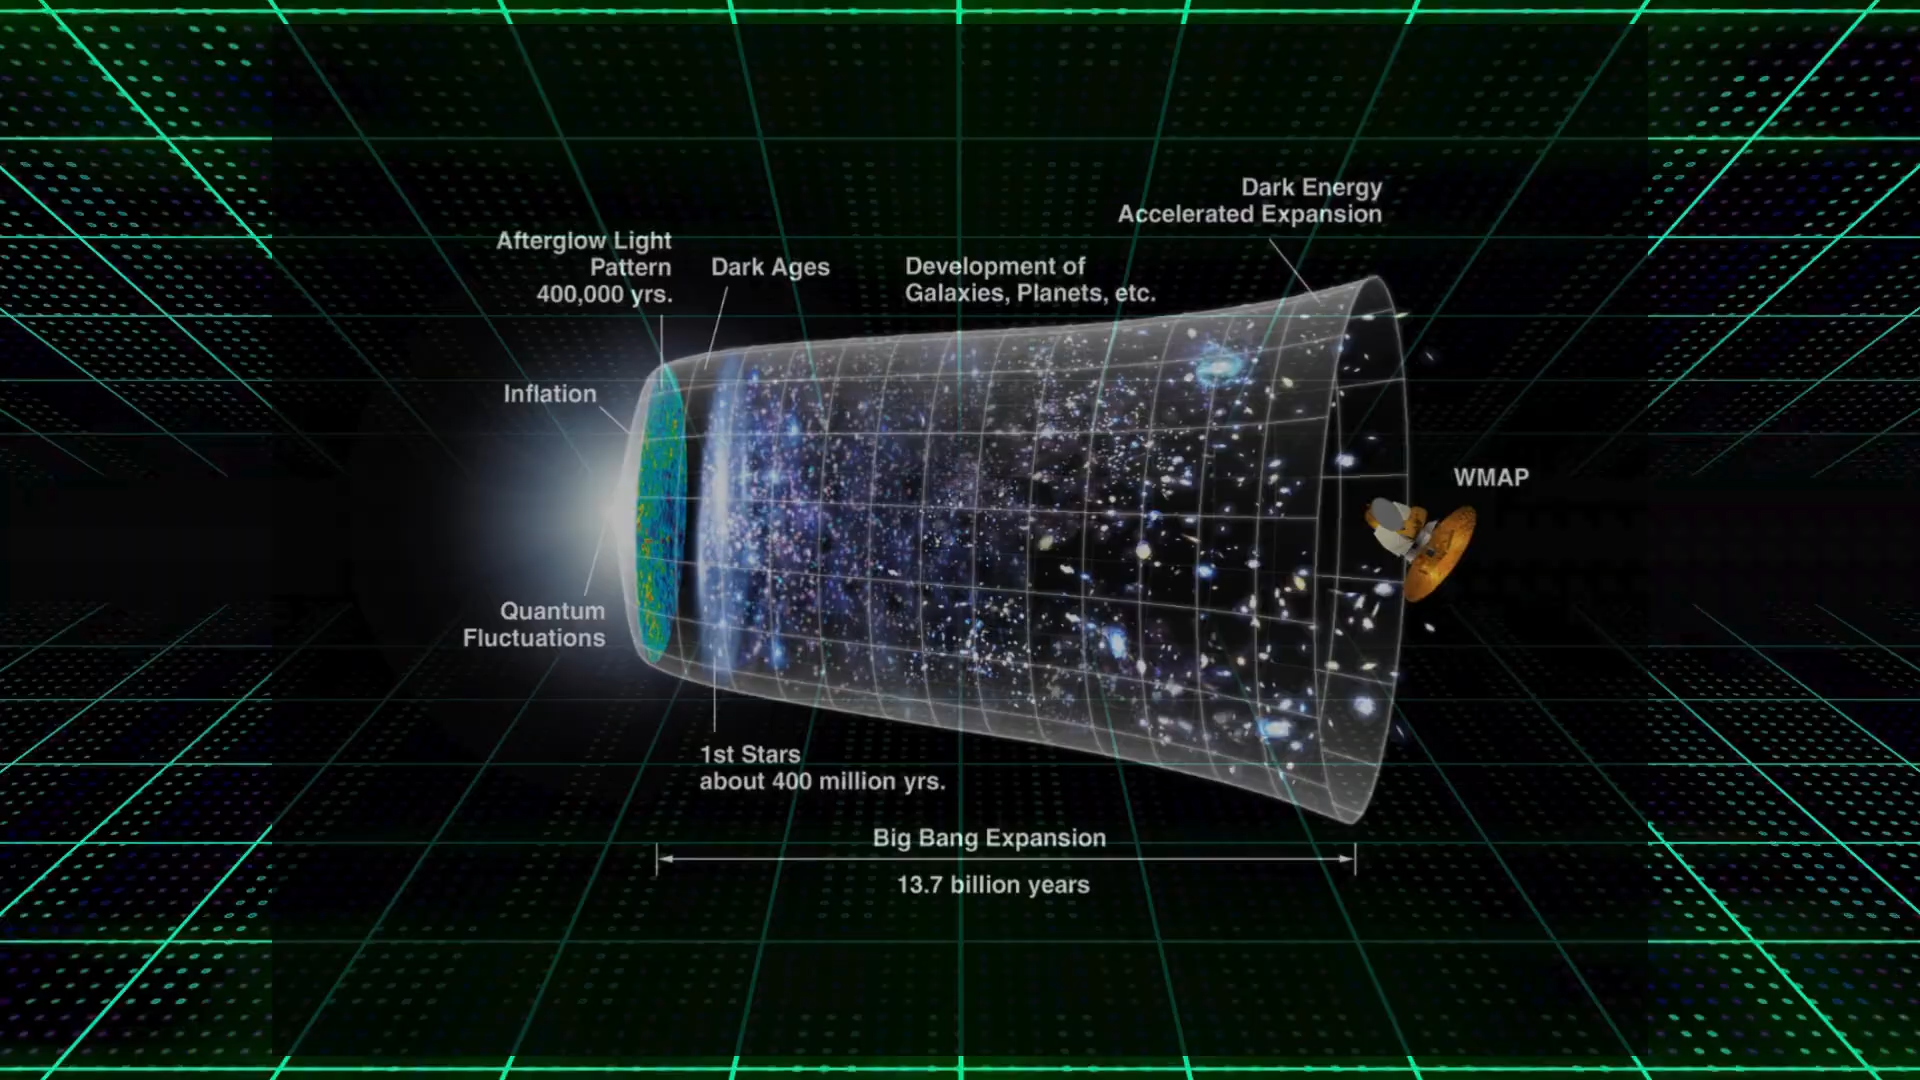 Dark Energy
Accelerated Expansion
Afterglow Light
Pattern
400,000 yrs.
Dark Ages
Development of
Galaxies, Planets, etc.
Inflation
WMAP
Quantum
Fluctuations
1st Stars
about 400 million yrs.
Big Bang Expansion
13.7 billion years